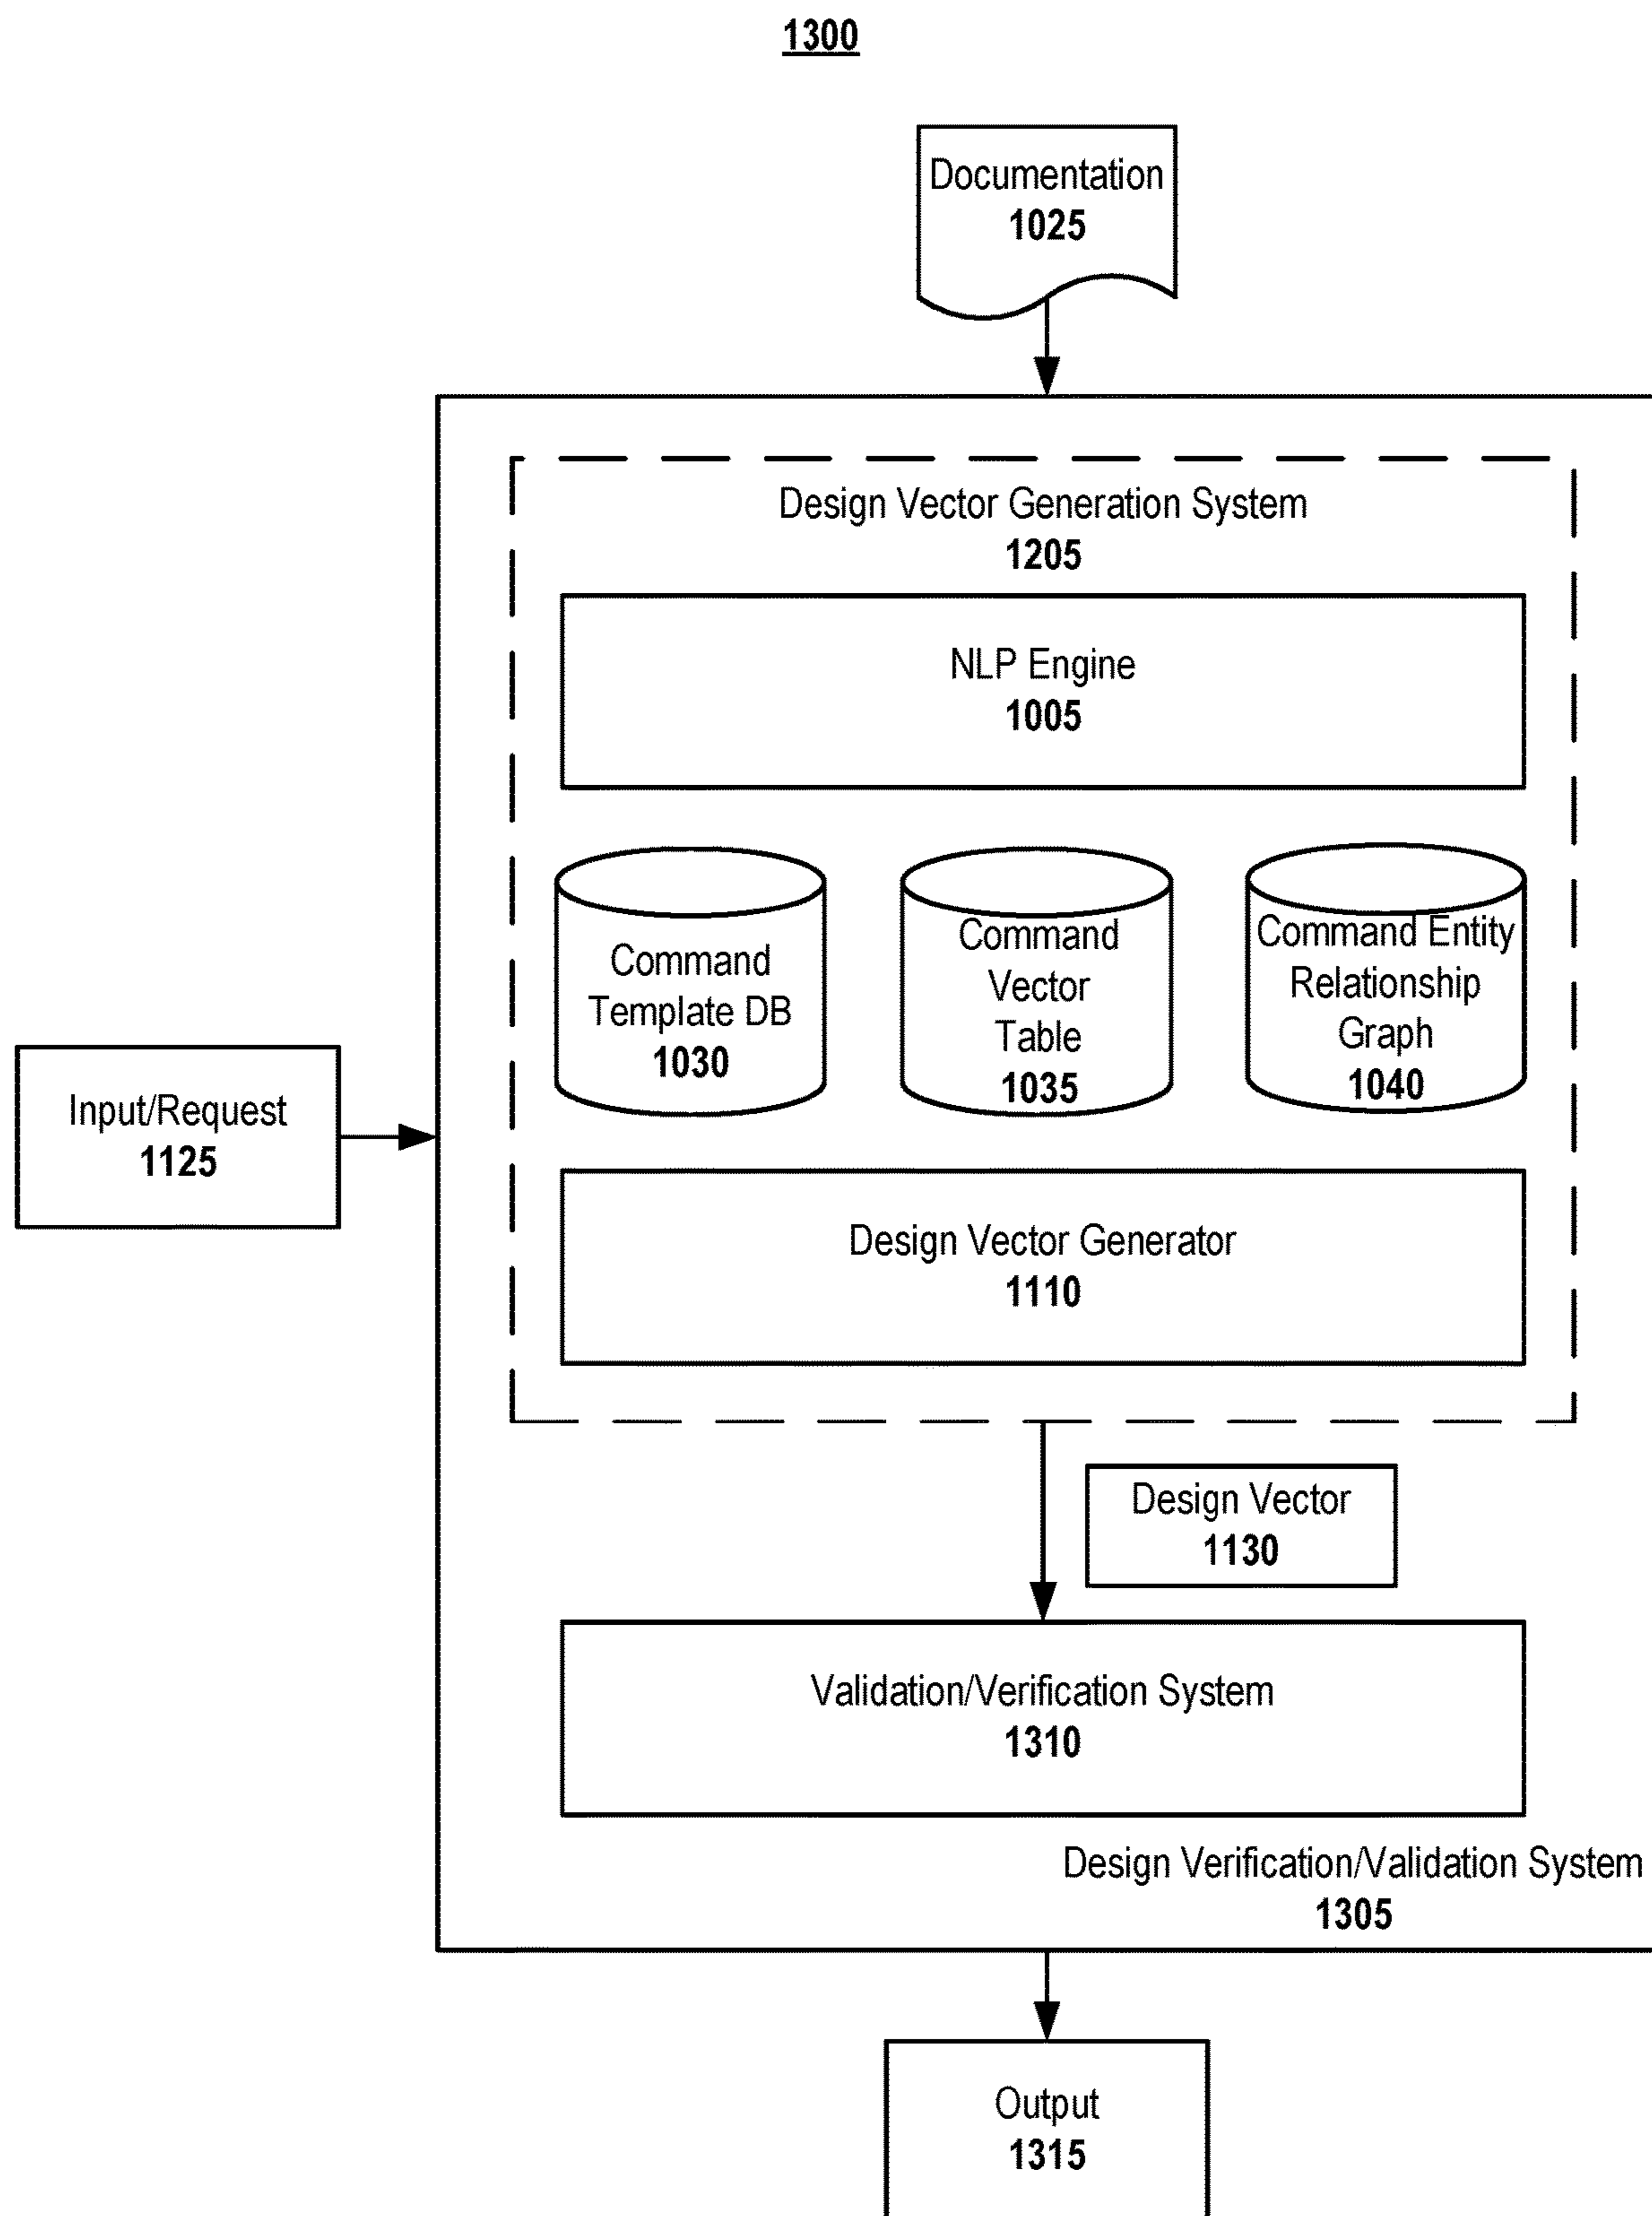 1300
Documentation
1025
Design Vector Generation System
1205
NLP Engine
1005
Command
Template DB
1030
Command
Vector
Table
1035
Command Entity
Relationship
Graph
1040
Input/Request
1125
Design Vector Generator
1110
Design Vector
1130
Validation/Verification System
1310
Design Verification/Validation System
1305
Output
1315